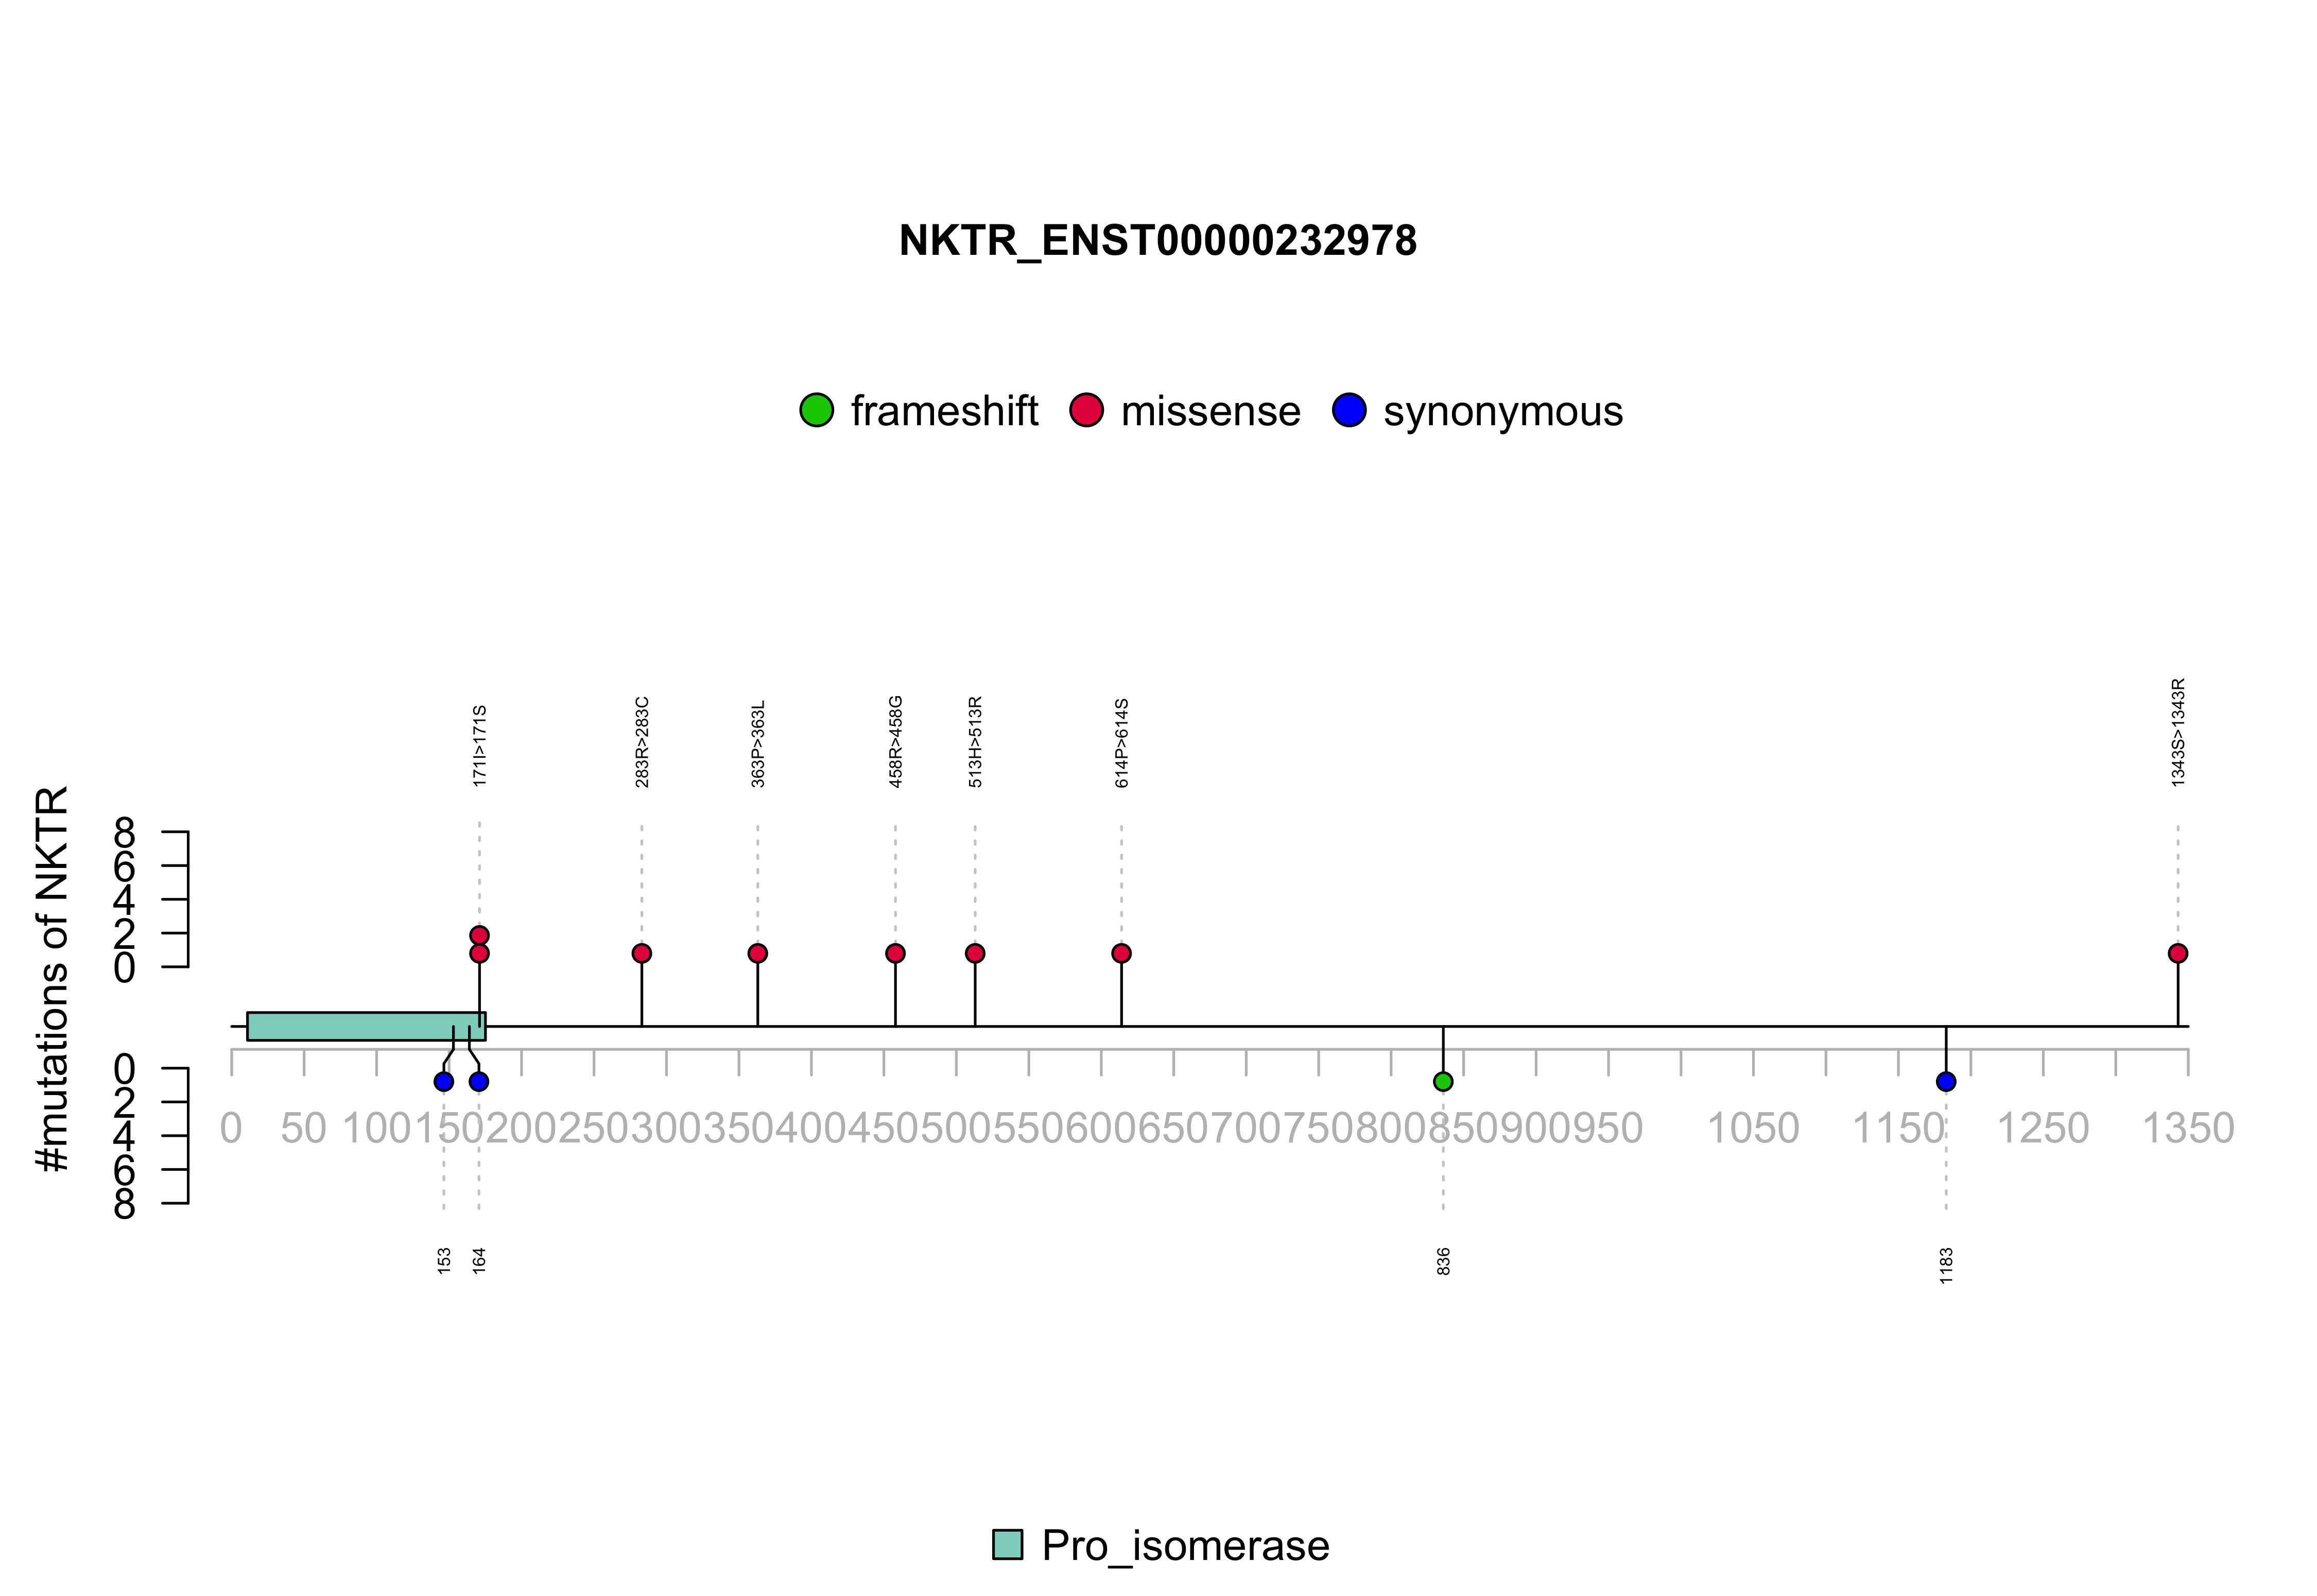 NKTR_ENST00000232978
frameshift missense synonymous
171I>171S 283R>283C 363P>363L 458R>458G 513H>513R 614P>614S 1343S>1343R
#mutations of NKTR
8
6
4
2
0
0
2
4
6
8
0 50 100 150 200 250 300 350 400 450 500 550 600 650 700 750 800 850 900 950 1050 1150 1250 1350
153 164 836 1183
Pro_isomerase